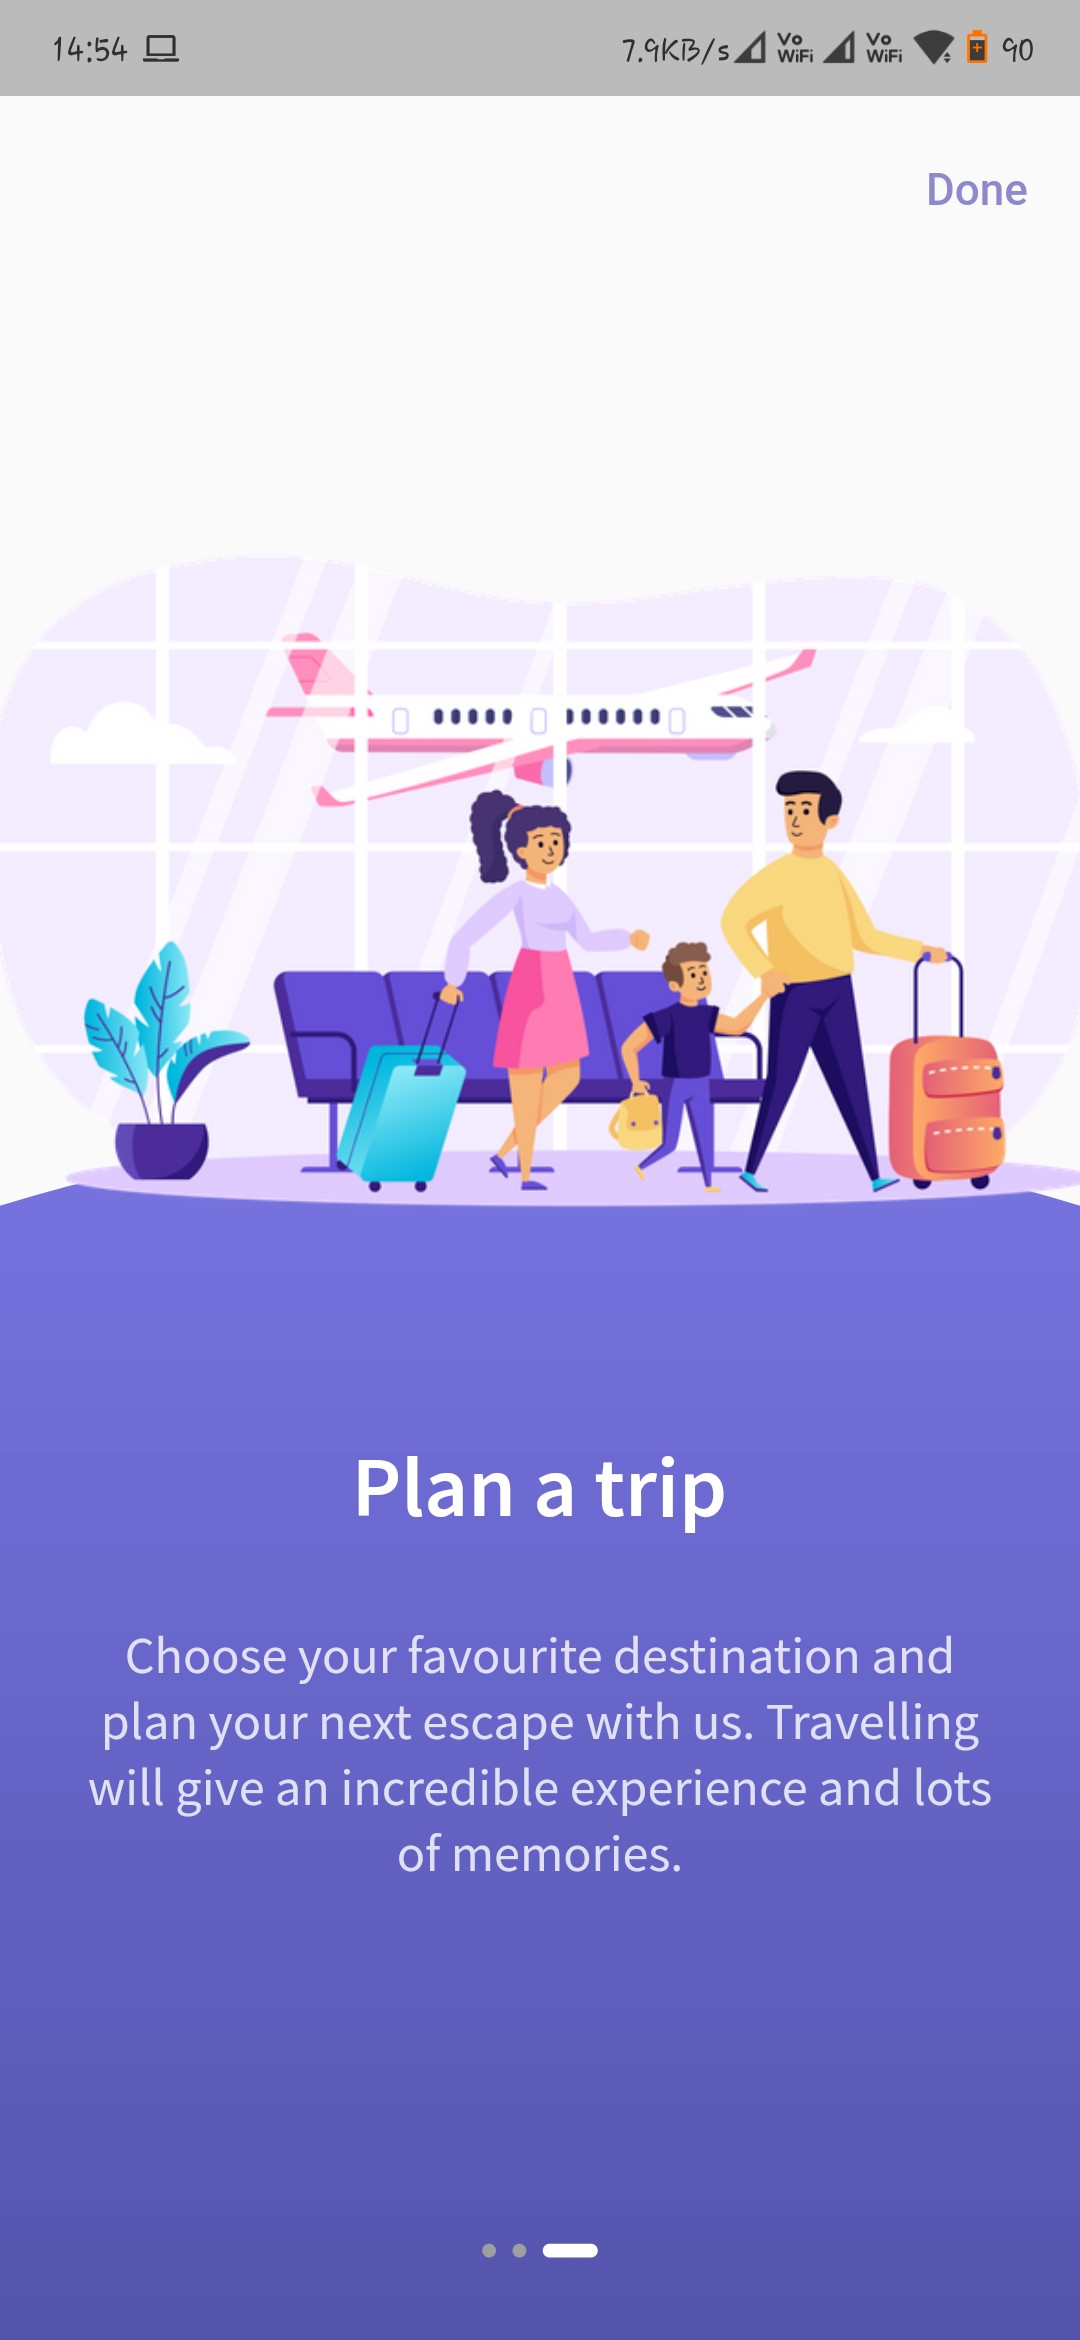 14:54 7.9KB/s Vo WiFi Vo WiFi 90
Done
Plan a trip
Choose your favourite destination and
plan your next escape with us. Travelling
will give an incredible experience and lots
of memories.